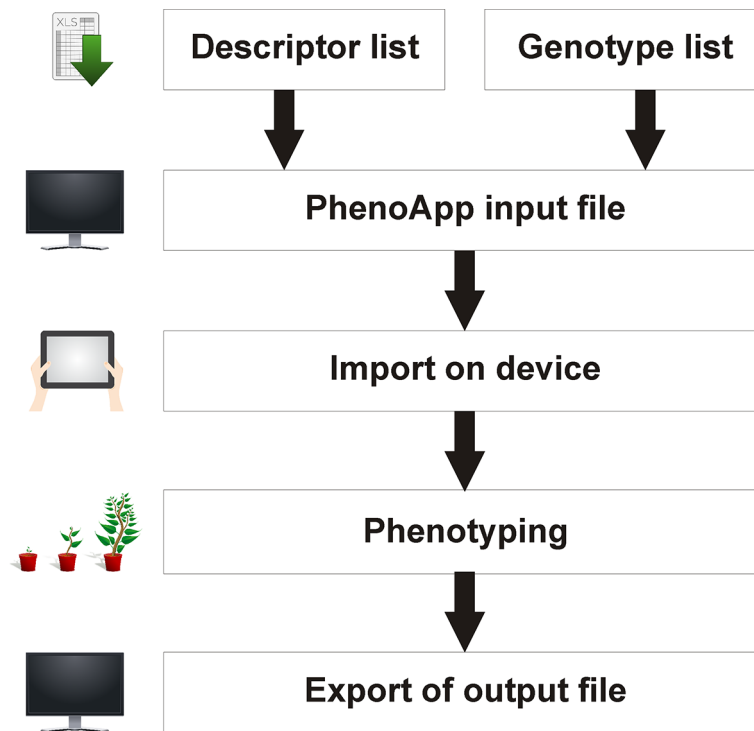 XLS
Descriptor list
Genotype list
PhenoApp input file
Import on device
Phenotyping
Export of output file